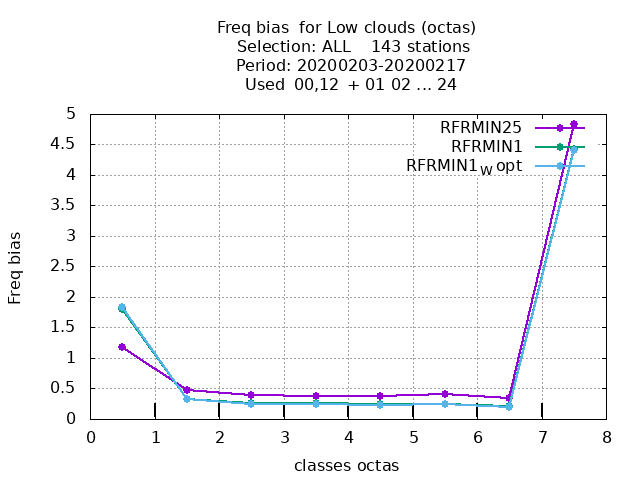 Freq bias  for Low clouds (octas)
Selection: ALL    143 stations
Period: 20200203-20200217
Used  00,12  + 01 02 ... 24
RFRMIN25
RFRMIN1
RFRMIN1W opt
5
4.5
4
3.5
3
2.5
2
1.5
1
0.5
0
Freq bias
0 1 2 3 4 5 6 7 8
classes octas